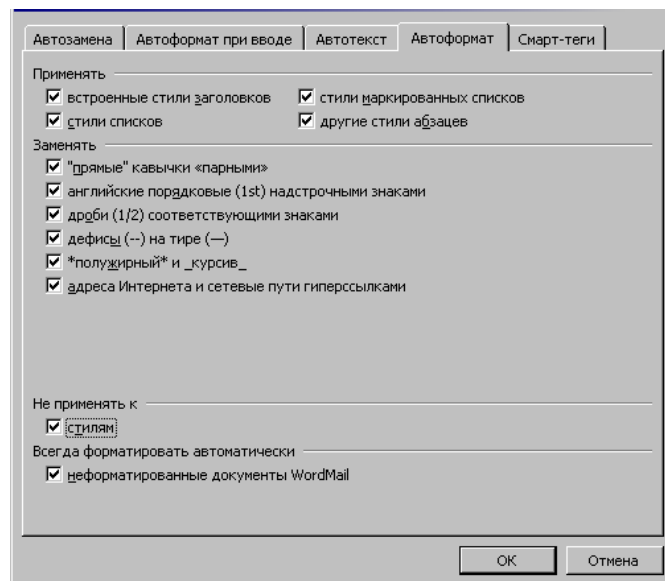 Автозамена Автоформат при вводе Автотекст Автоформат Смарт-теги
Применять
встроенные стили заголовков стили маркированных списков
стили списков другие стили абзацев
Заменять
"прямые" кавычки «парными»
английские порядковые (1st) надстрочными знаками
дроби (1/2) соответствующими знаками
дефисы (--) на тире (—)
*полужирный* и _курсив_
адреса Интернета и сетевые пути гиперссылками
Не применять к
стилям
Всегда форматировать автоматически
неформатированные документы WordMail
ОК Отмена